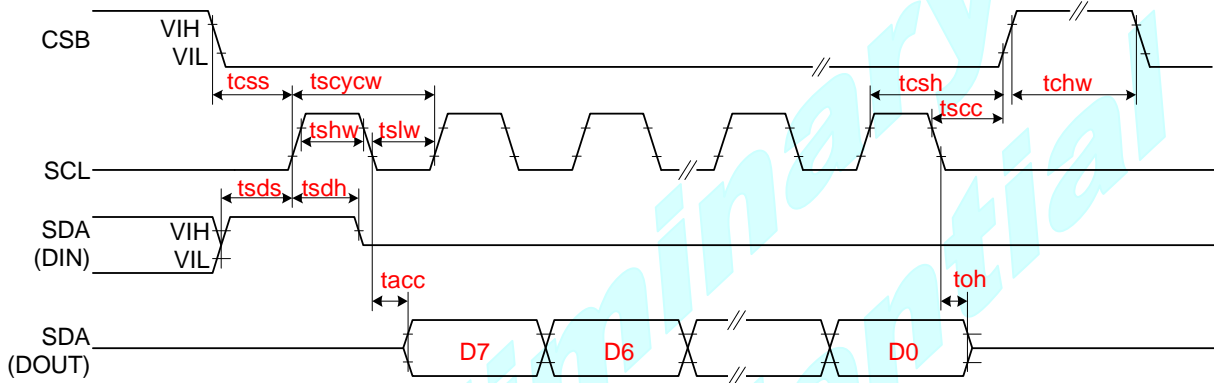 CSB
VIH
VIL
tcss
tscycw
tcsh
tchw
tscc
tshw
tslw
SCL
tsds
tsdh
SDA
(DIN)
VIH
VIL
tacc
toh
SDA
(DOUT)
D7
D6
D0